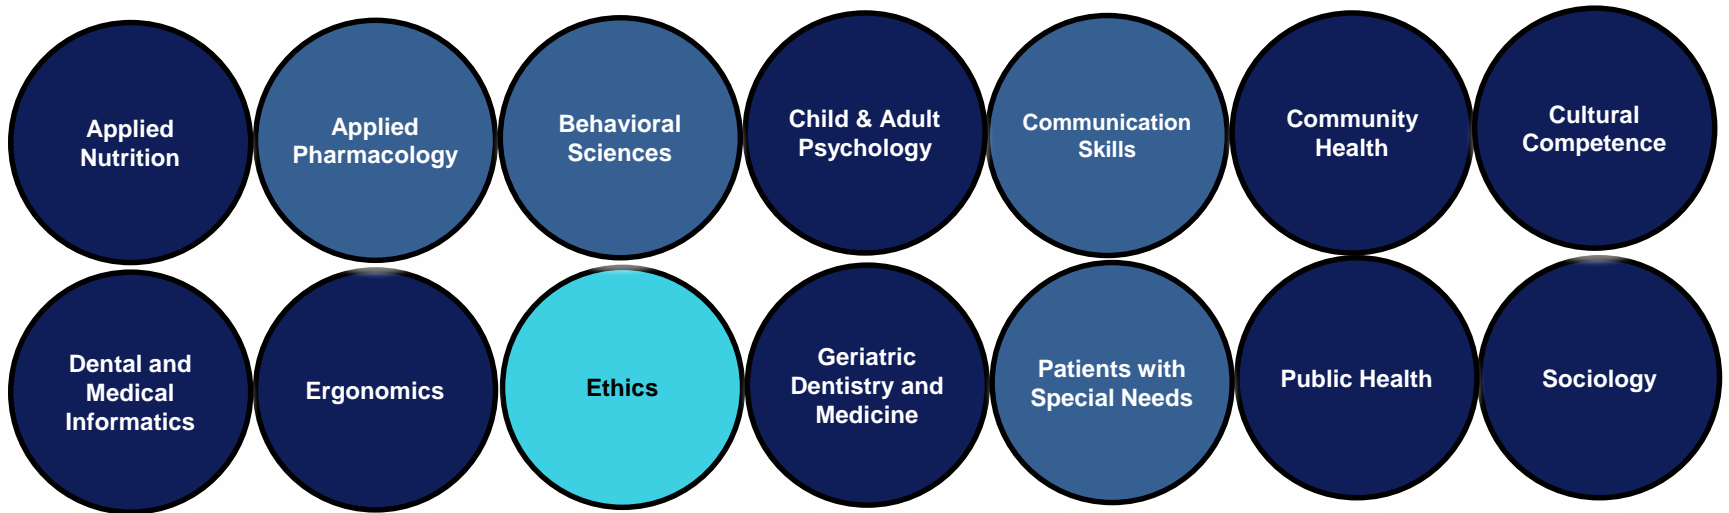 Applied
Nutrition
Applied
Pharmacology
Behavioral
Sciences
Child & Adult
Psychology
Communication
Skills
Community
Health
Cultural
Competence
Dental and
Medical
Informatics
Ergonomics
Ethics
Geriatric
Dentistry and
Medicine
Patients with
Special Needs
Public Health
Sociology